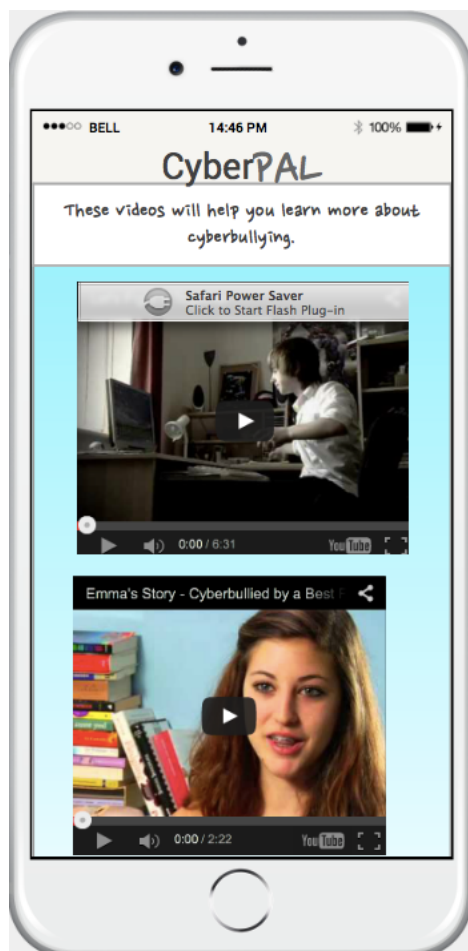 BELL 14:46 PM 100%
CyberPAL
These videos will help you learn more about
cyberbullying.
Safari Power Saver
Click to Start Flash Plug-in
0:00 / 6:31 YouTube
Emma's Story - Cyberbullied by a Best F
0:00 / 2:22 YouTube